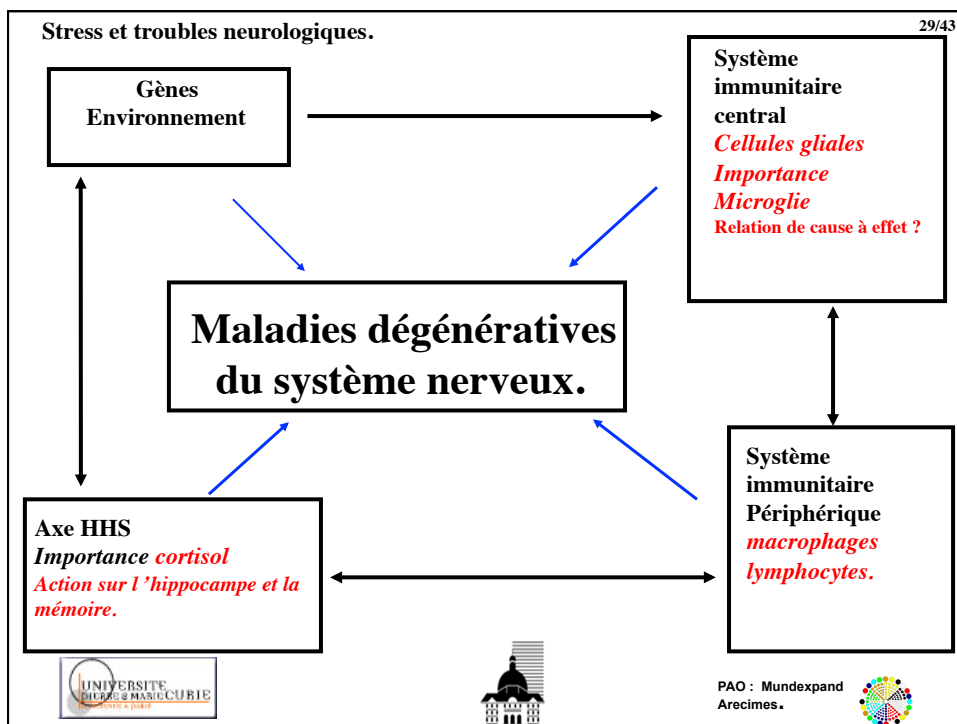 Stress et troubles neurologiques.
29/43
Gènes
Environnement
Système
immunitaire
central
Cellules gliales
Importance
Microglie
Relation de cause à effet ?
Maladies dégénératives
du système nerveux.
Axe HHS
Importance cortisol
Action sur l ’hippocampe et la
mémoire.
Système
immunitaire
Périphérique
macrophages
lymphocytes.
UNIVERSITE
PIERRE & MARIE CURIE
PAO : Mundexpand
Arecimes.